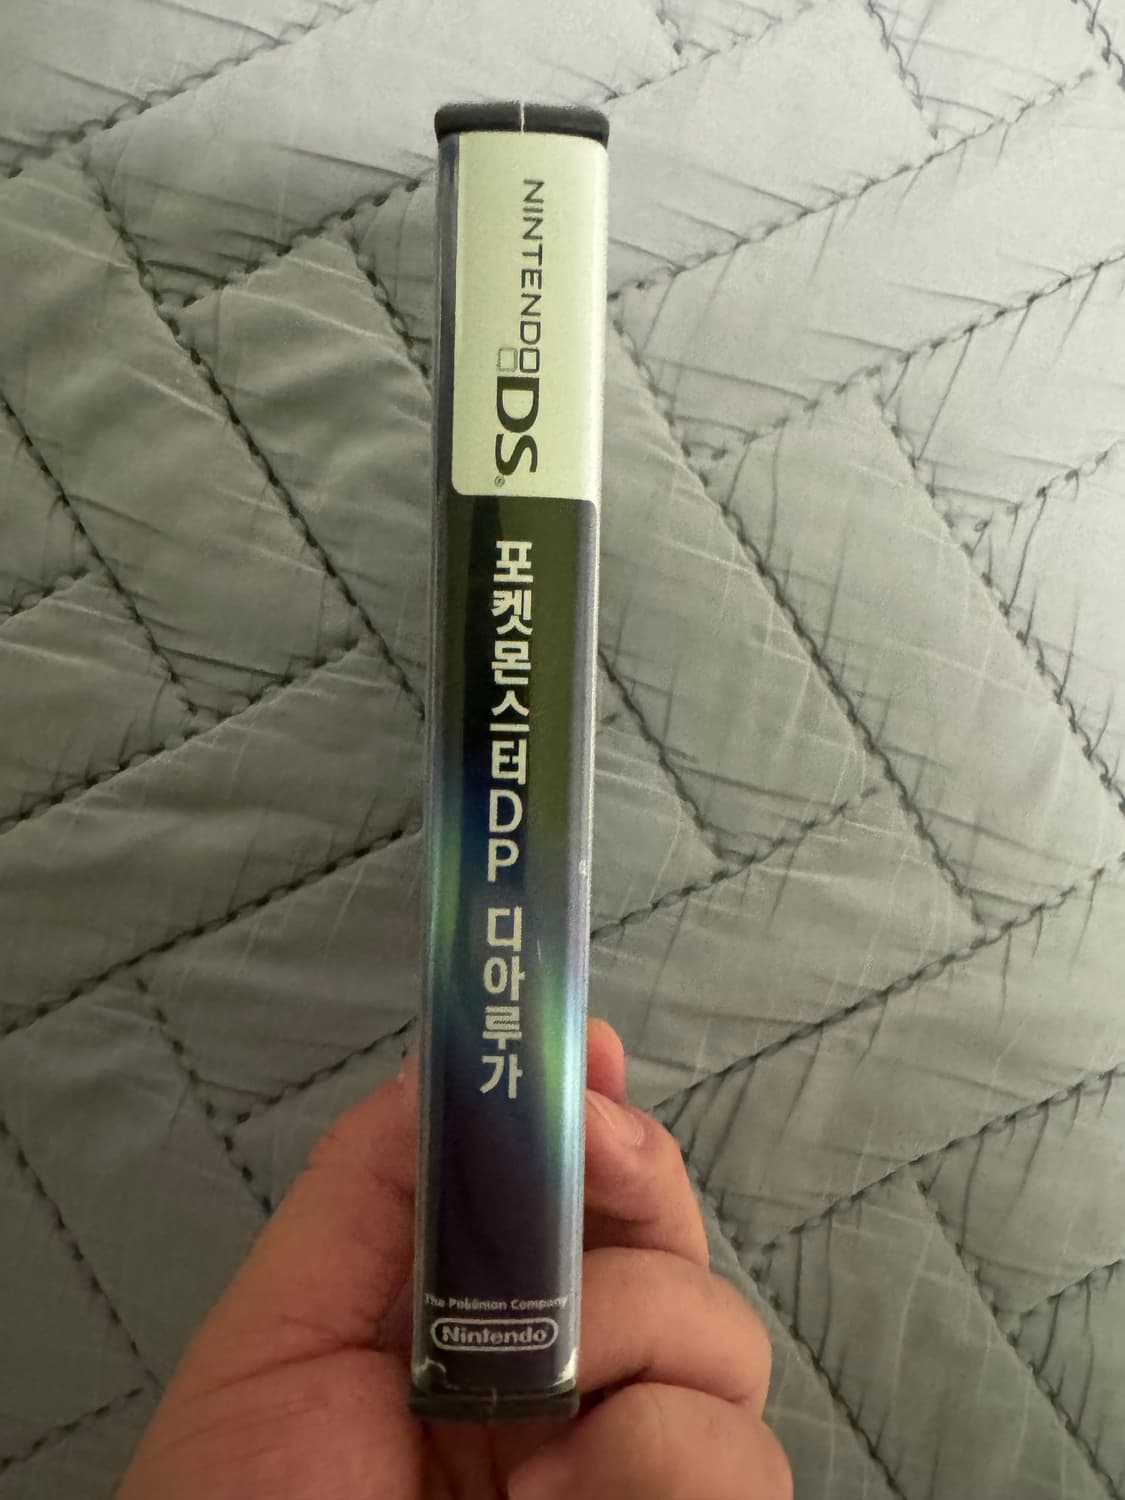 NINTENDO DS®
포켓몬스터DP 디아루가
The Pokémon Company
Nintendo